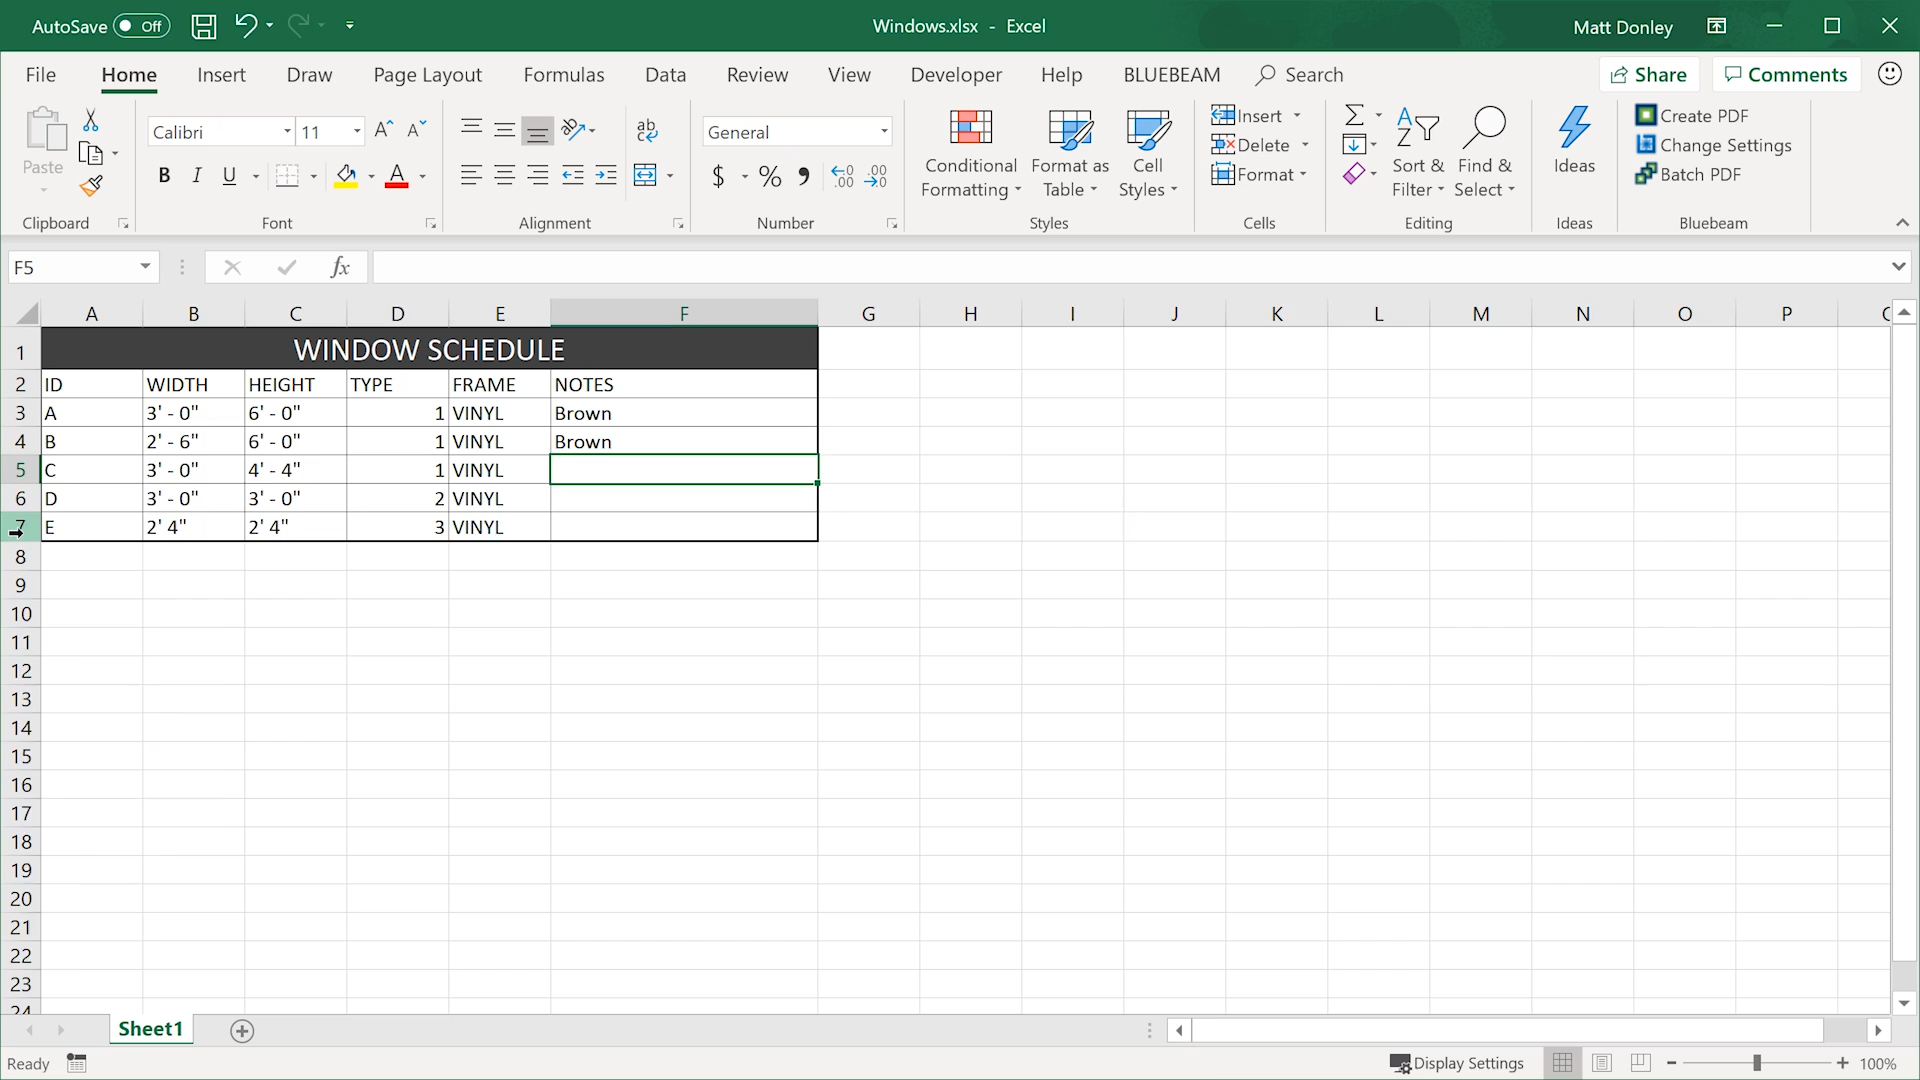 AutoSave Off
Windows.xlsx - Excel
Matt Donley
File Home Insert Draw Page Layout Formulas Data Review View Developer Help BLUEBEAM Search Share Comments
Paste
Clipboard
Calibri 11
B I U
Font
ab
Alignment
General
$ % 9 .00 .00
Number
Conditional Formatting
Format as Table
Cell Styles
Styles
Insert
Delete
Format
Cells
Sort & Filter
Find & Select
Editing
Ideas
Ideas
Create PDF
Change Settings
Batch PDF
Bluebeam
F5 fx
A B C D E F G H I J K L M N O P
1 WINDOW SCHEDULE
2 ID WIDTH HEIGHT TYPE FRAME NOTES
3 A 3' - 0" 6' - 0" 1 VINYL Brown
4 B 2' - 6" 6' - 0" 1 VINYL Brown
5 C 3' - 0" 4' - 4" 1 VINYL
6 D 3' - 0" 3' - 0" 2 VINYL
7 E 2' 4" 2' 4" 3 VINYL
8
9
10
11
12
13
14
15
16
17
18
19
20
21
22
23
24
Sheet1
Ready
Display Settings
100%